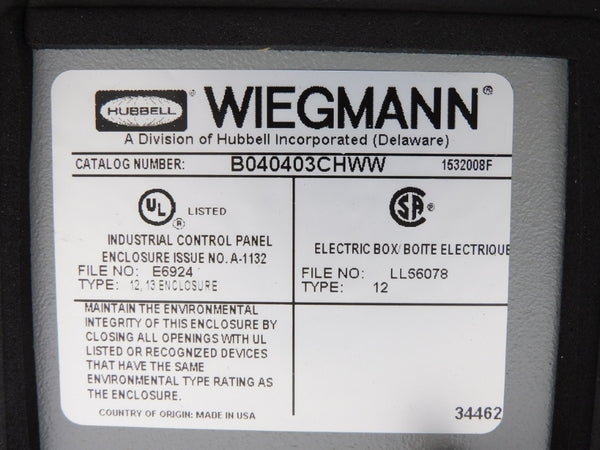 HUBBELL ® WIEGMANN ®
A Division of Hubbell Incorporated (Delaware)
CATALOG NUMBER: B040403CHWW 1532008F
UL ® LISTED
INDUSTRIAL CONTROL PANEL
ENCLOSURE ISSUE NO. A-1132
FILE NO: E6924
TYPE: 12, 13 ENCLOSURE
SA
ELECTRIC BOX/ BOITE ELECTRIQUE
FILE NO: LL66078
TYPE: 12
MAINTAIN THE ENVIRONMENTAL
INTEGRITY OF THIS ENCLOSURE BY
CLOSING ALL OPENINGS WITH UL
LISTED OR RECOGNIZED DEVICES
THAT HAVE THE SAME
ENVIRONMENTAL TYPE RATING AS
THE ENCLOSURE.
COUNTRY OF ORIGIN: MADE IN USA
34462